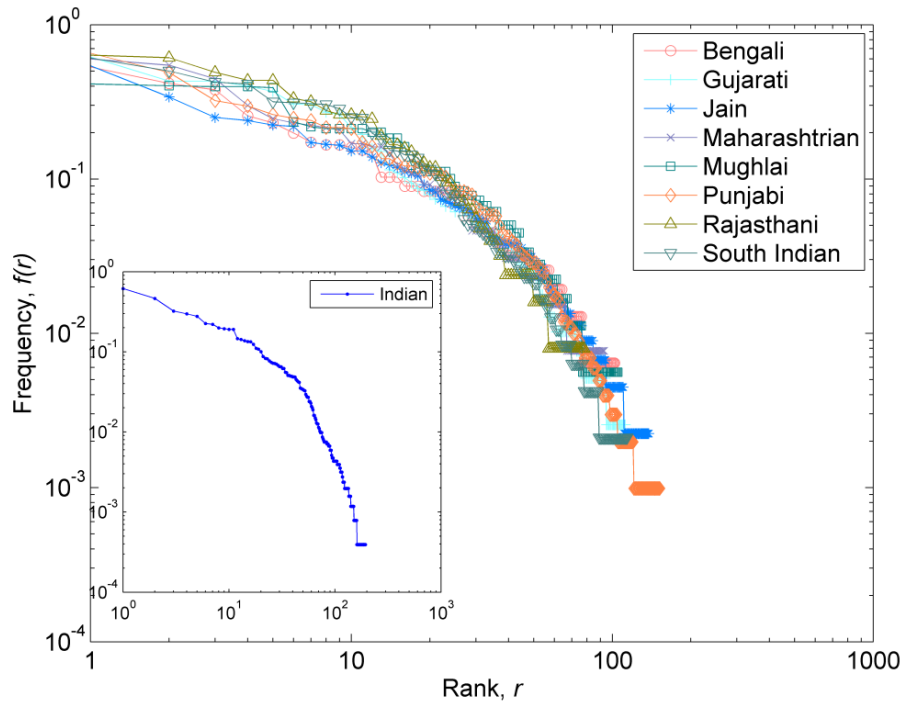 10^0
10^-1
10^-2
10^-3
10^-4
Frequency, f(r)
1
10
100
1000
Rank, r
Bengali
Gujarati
Jain
Maharashtrian
Mughlai
Punjabi
Rajasthani
South Indian
10^0
10^-1
10^-2
10^-3
10^-4
10^0
10^1
10^2
10^3
Indian